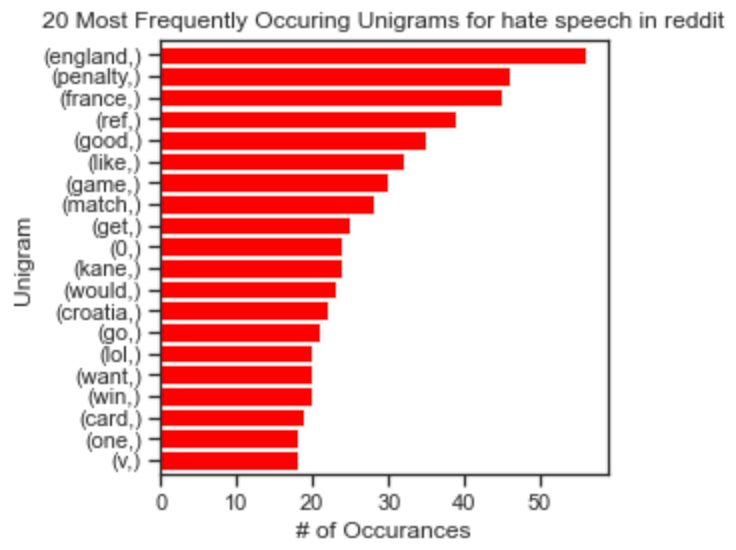 20 Most Frequently Occuring Unigrams for hate speech in reddit
(england,)
(penalty,)
(france,)
(ref,)
(good,)
(like,)
(game,)
(match,)
(get,)
(0,)
(kane,)
(would,)
(croatia,)
(go,)
(lol,)
(want,)
(win,)
(card,)
(one,)
(v,)
Unigram
0 10 20 30 40 50
# of Occurances